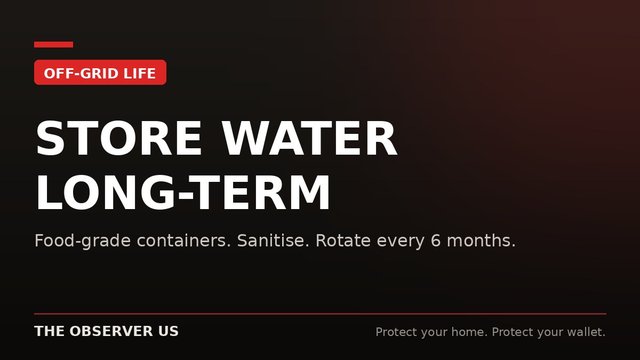 OFF-GRID LIFE
STORE WATER
LONG-TERM
Food-grade containers. Sanitise. Rotate every 6 months.
THE OBSERVER US
Protect your home. Protect your wallet.